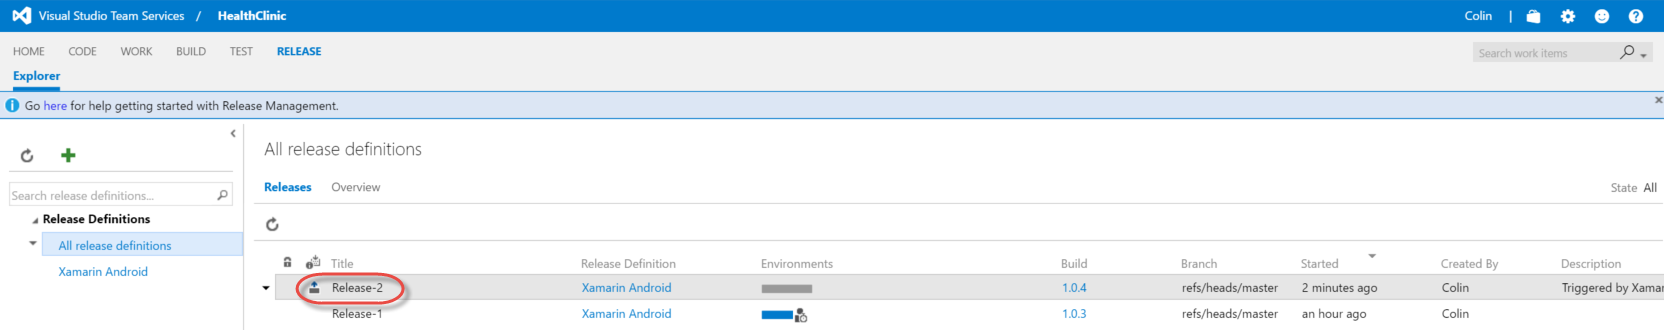 Visual Studio Team Services / HealthClinic
Colin |
HOME CODE WORK BUILD TEST RELEASE
Search work items
Explorer
Go here for help getting started with Release Management.
All release definitions
Search release definitions...
Releases Overview
State All
Release Definitions
All release definitions
Xamarin Android
Title Release Definition Environments Build Branch Started Created By Description
Release-2 Xamarin Android 1.0.4 refs/heads/master 2 minutes ago Colin Triggered by Xamar
Release-1 Xamarin Android 1.0.3 refs/heads/master an hour ago Colin